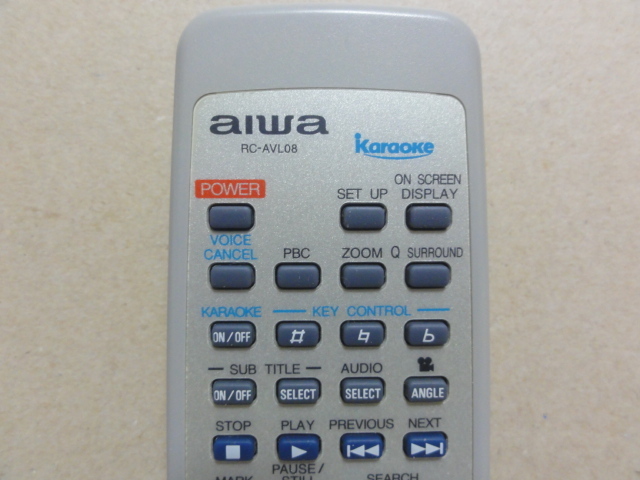 aiwa
RC-AVL08
karaoke
POWER
SET UP
ON SCREEN
DISPLAY
VOICE
CANCEL
PBC
ZOOM
Q SURROUND
KARAOKE
KEY CONTROL
ON/OFF
♯
♮
♭
SUB TITLE
AUDIO
ON/OFF
SELECT
SELECT
ANGLE
STOP
PLAY
PREVIOUS
NEXT
PAUSE/
SEARCH